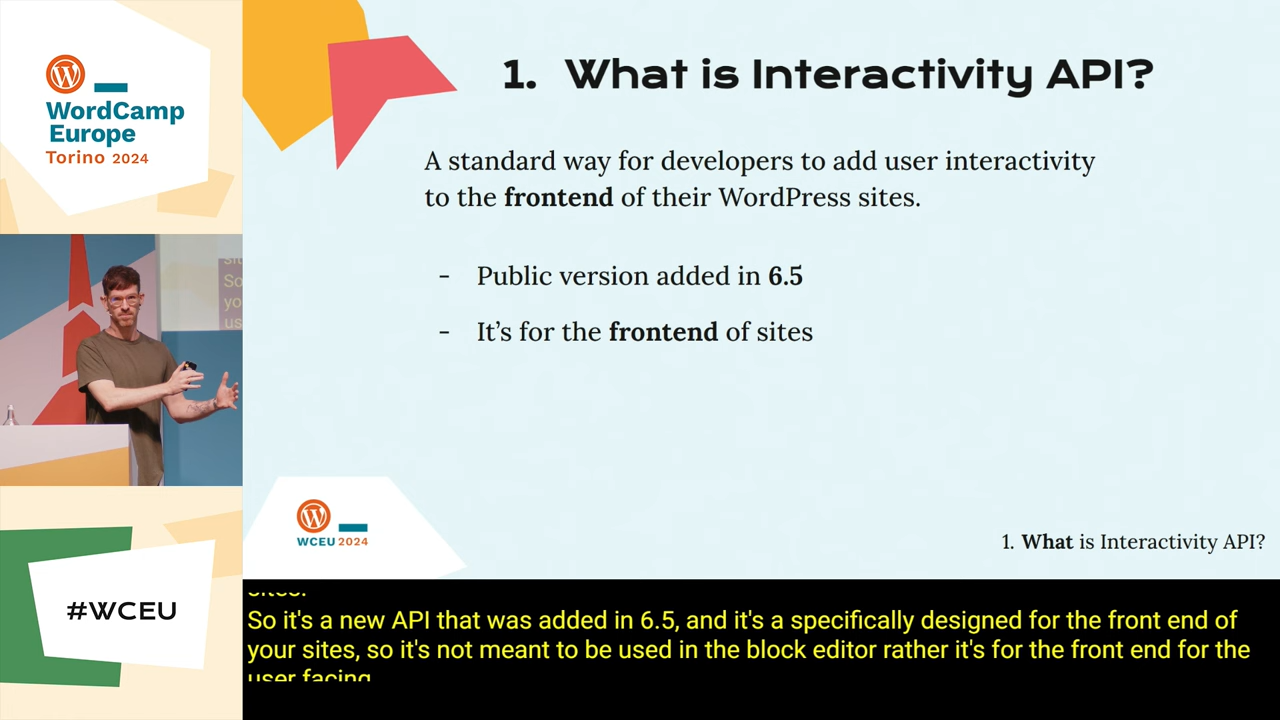 WordCamp
Europe
Torino 2024
1. What is Interactivity API?
A standard way for developers to add user interactivity
to the frontend of their WordPress sites.
- Public version added in 6.5
- It’s for the frontend of sites
WCEU 2024
1. What is Interactivity API?
#WCEU
sites.
So it's a new API that was added in 6.5, and it's a specifically designed for the front end of
your sites, so it's not meant to be used in the block editor rather it's for the front end for the
user facing